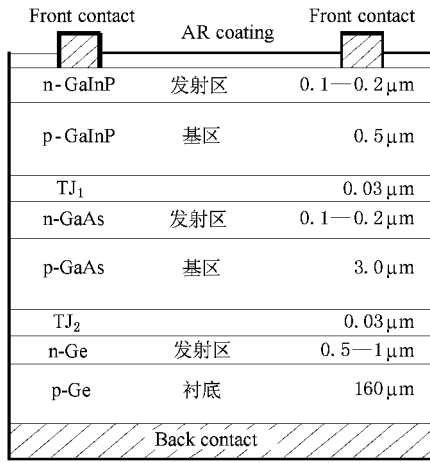 Front contact Front contact
AR coating
n-GaInP 发射区 0.1—0.2μm
p-GaInP 基区 0.5μm
TJ₁ 0.03μm
n-GaAs 发射区 0.1—0.2μm
p-GaAs 基区 3.0μm
TJ₂ 0.03μm
n-Ge 发射区 0.5—1μm
p-Ge 衬底 160μm
Back contact